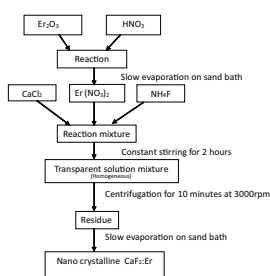 Er₂O₃ HNO₃
Reaction
Slow evaporation on sand bath
CaCl₂ Er (NO₃)₂ NH₄F
Reaction mixture
Constant stirring for 2 hours
Transparent solution mixture
(Homogeneous)
Centrifugation for 10 minutes at 3000rpm
Residue
Slow evaporation on sand bath
Nano crystalline CaF₂:Er